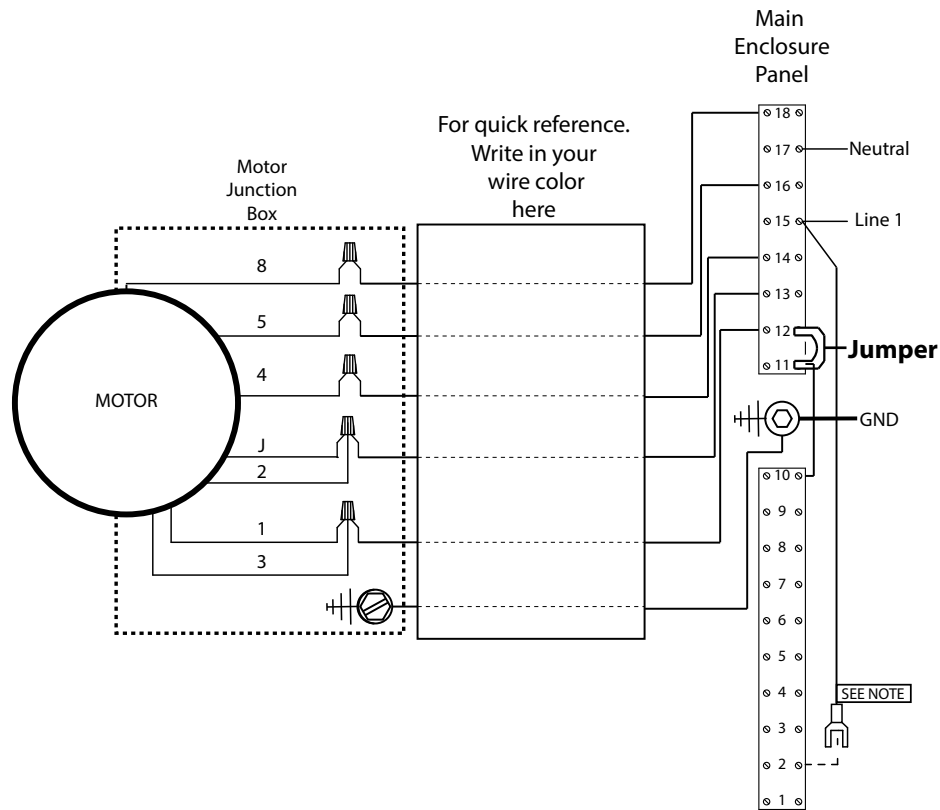 Main
Enclosure
Panel
For quick reference.
Write in your
wire color
here
Motor
Junction
Box
18
17
Neutral
16
15
Line 1
14
13
12
11
Jumper
GND
8
5
4
J
2
1
3
MOTOR
10
9
8
7
6
5
4
3
2
1
SEE NOTE